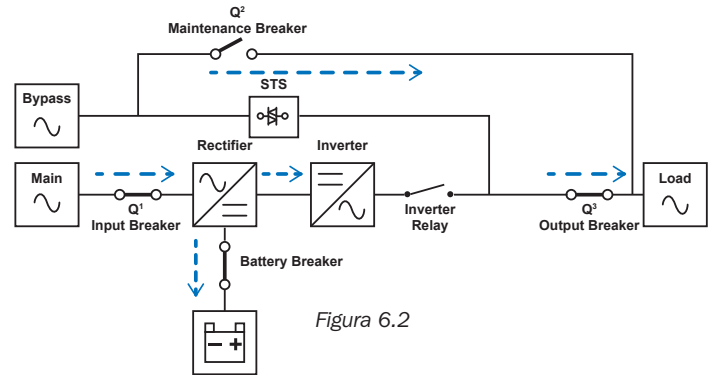 Q²
Maintenance Breaker
STS
Bypass
Rectifier
Inverter
Main
Load
Q¹
Input Breaker
Inverter
Relay
Q³
Output Breaker
Battery Breaker
Figura 6.2